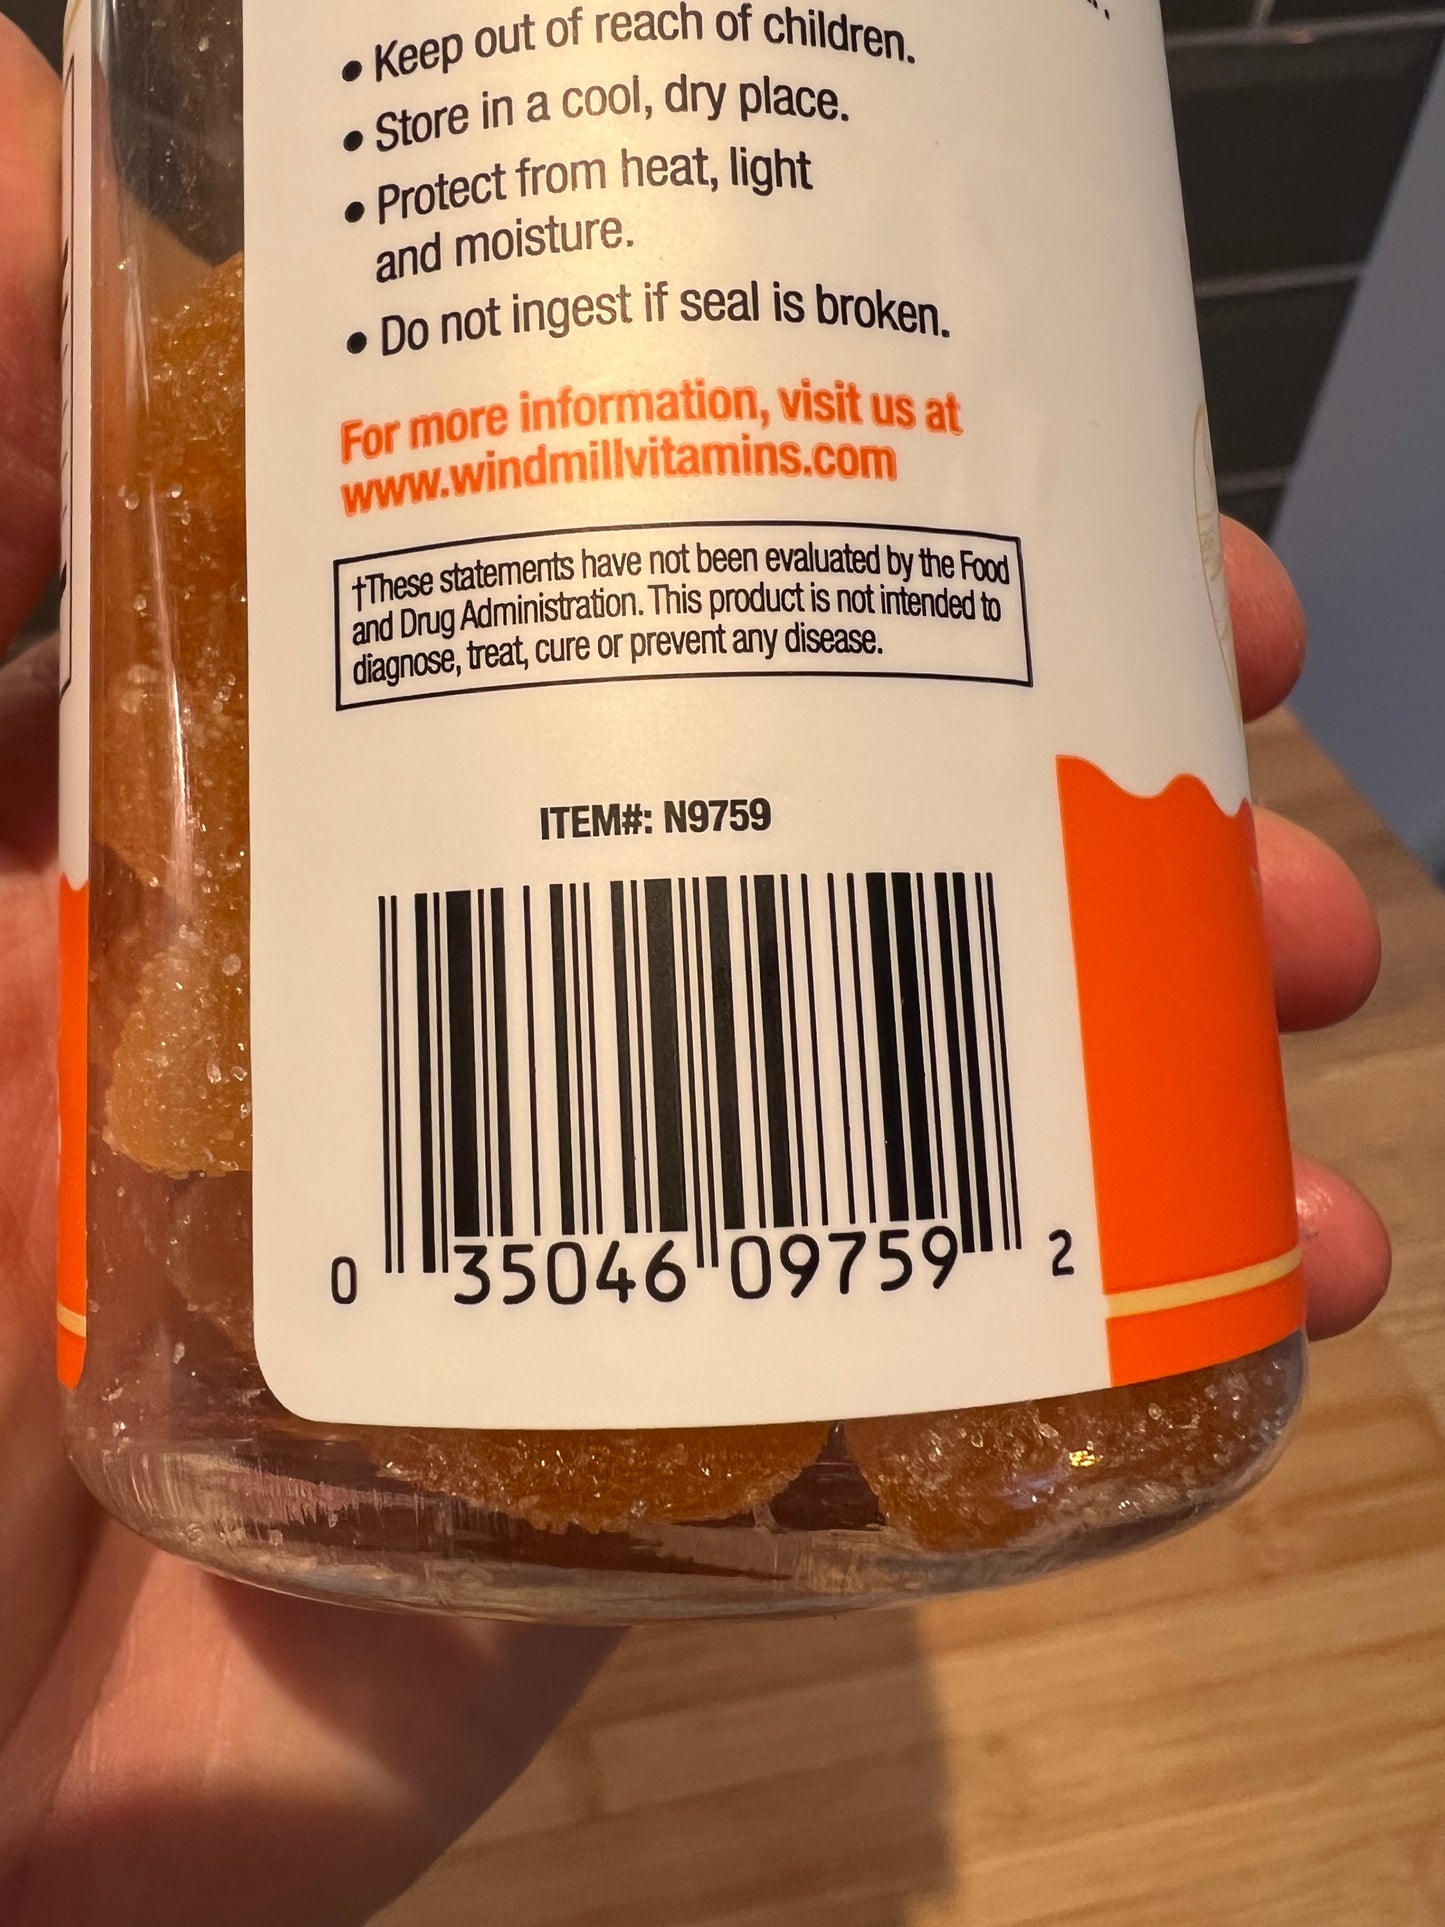 • Keep out of reach of children.
• Store in a cool, dry place.
• Protect from heat, light
and moisture.
• Do not ingest if seal is broken.
For more information, visit us at
www.windmillvitamins.com
†These statements have not been evaluated by the Food
and Drug Administration. This product is not intended to
diagnose, treat, cure or prevent any disease.
ITEM#: N9759
0 35046 09759 2